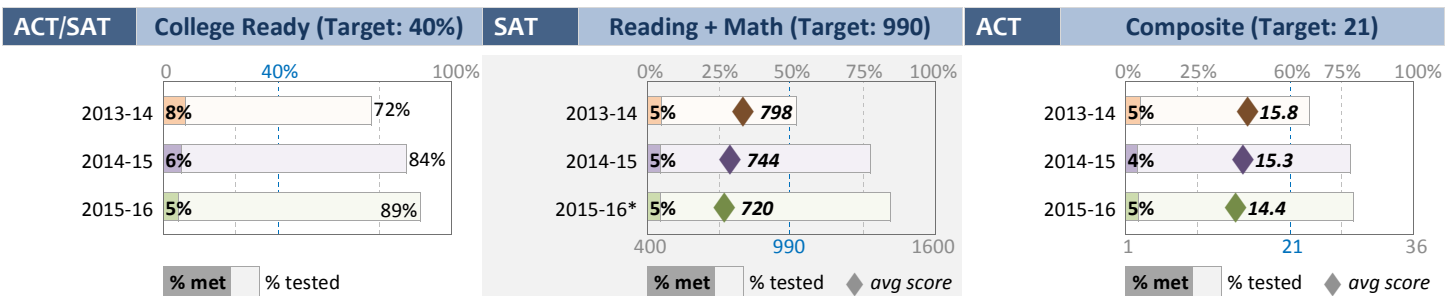 ACT/SAT College Ready (Target: 40%)
0 40% 100%
2013-14 8% 72%
2014-15 6% 84%
2015-16 5% 89%
% met % tested
SAT Reading + Math (Target: 990)
0% 25% 50% 75% 100%
2013-14 5% 798
2014-15 5% 744
2015-16* 5% 720
400 990 1600
% met % tested avg score
ACT Composite (Target: 21)
0% 25% 60% 75% 100%
2013-14 5% 15.8
2014-15 4% 15.3
2015-16 5% 14.4
1 21 36
% met % tested avg score